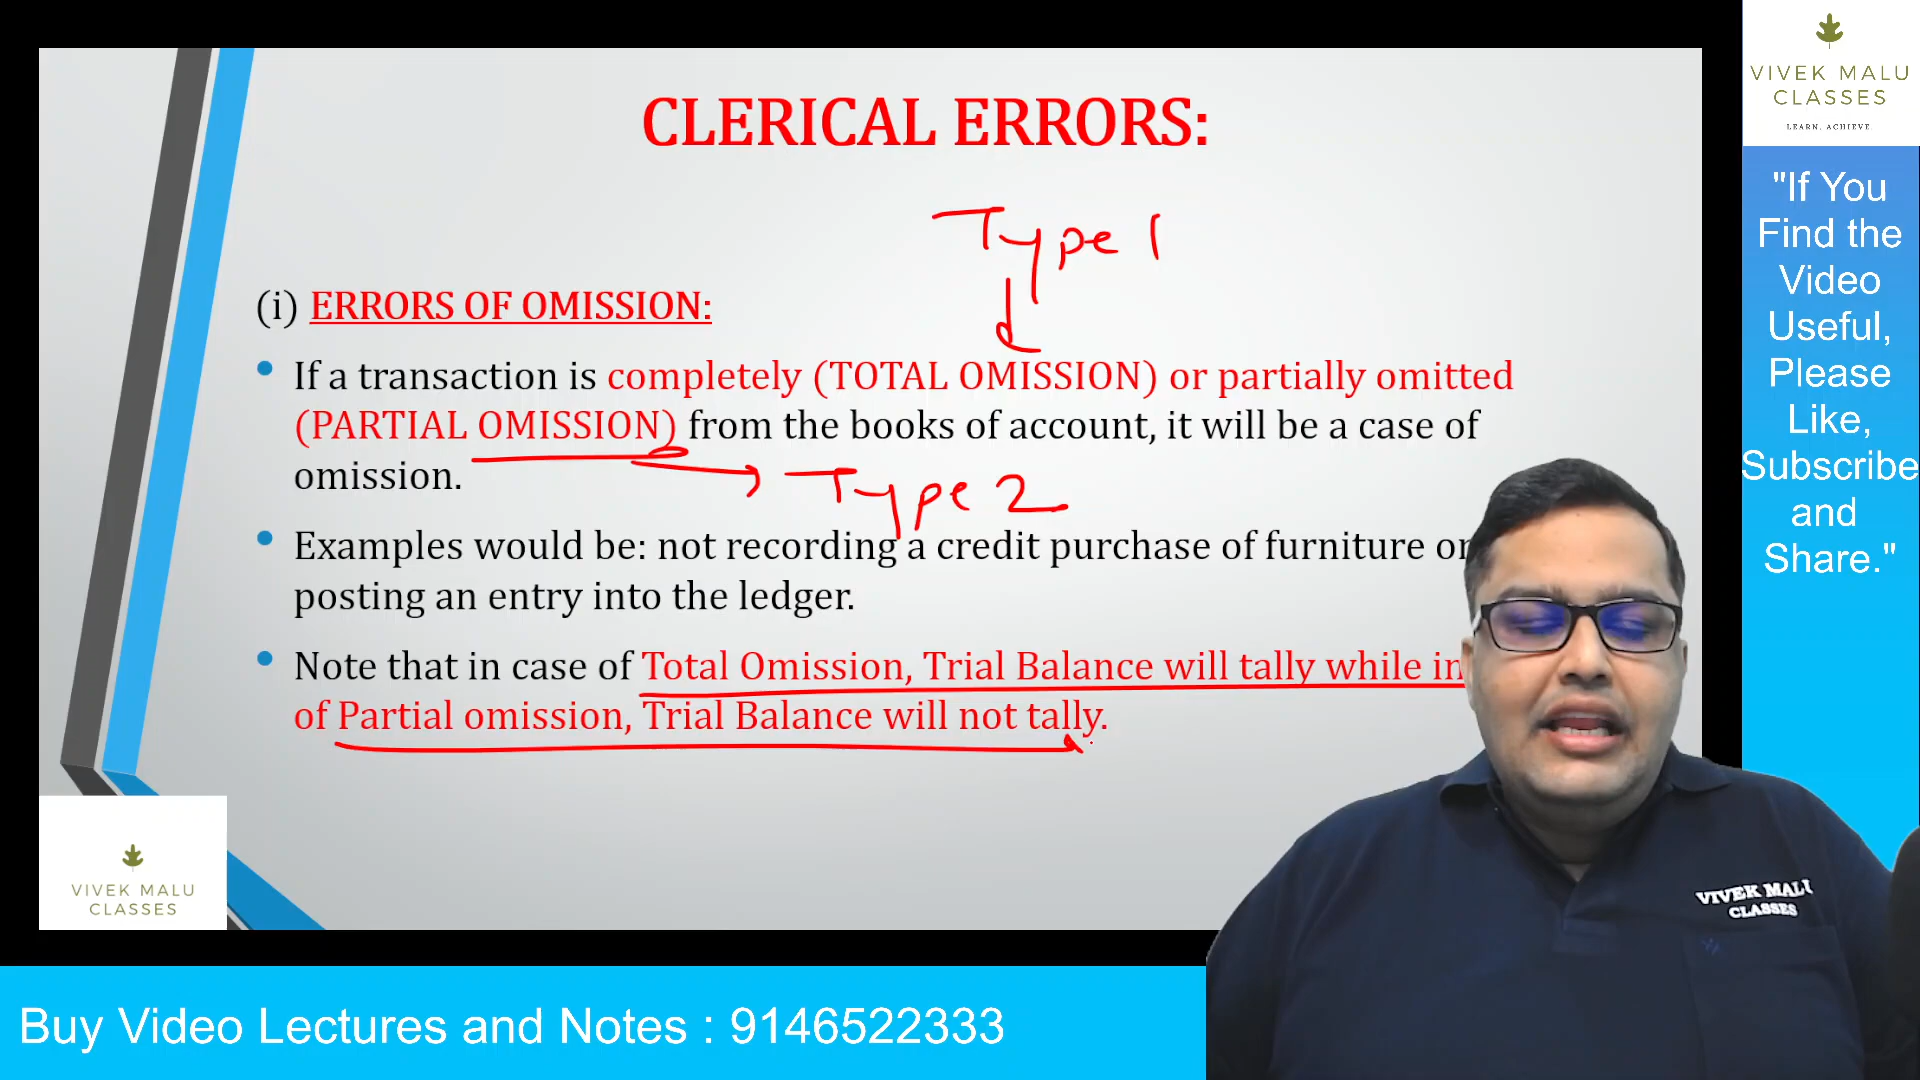 CLERICAL ERRORS:
Type 1
(i) ERRORS OF OMISSION:
• If a transaction is completely (TOTAL OMISSION) or partially omitted
(PARTIAL OMISSION) from the books of account, it will be a case of
omission.
Type 2
• Examples would be: not recording a credit purchase of furniture or
posting an entry into the ledger.
• Note that in case of Total Omission, Trial Balance will tally while in
of Partial omission, Trial Balance will not tally.
VIVEK MALU
CLASSES
VIVEK MALU
CLASSES
LEARN. ACHIEVE.
"If You
Find the
Video
Useful,
Please
Like,
Subscribe
and
Share."
VIVEK MALU
CLASSES
Buy Video Lectures and Notes : 9146522333